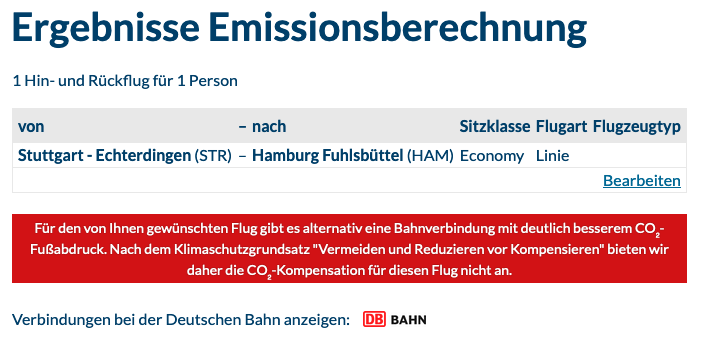 Ergebnisse Emissionsberechnung
1 Hin- und Rückflug für 1 Person
von – nach Sitzklasse Flugart Flugzeugtyp
Stuttgart - Echterdingen (STR) – Hamburg Fuhlsbüttel (HAM) Economy Linie
Bearbeiten
Für den von Ihnen gewünschten Flug gibt es alternativ eine Bahnverbindung mit deutlich besserem CO₂-
Fußabdruck. Nach dem Klimaschutzgrundsatz "Vermeiden und Reduzieren vor Kompensieren" bieten wir
daher die CO₂-Kompensation für diesen Flug nicht an.
Verbindungen bei der Deutschen Bahn anzeigen: DB BAHN